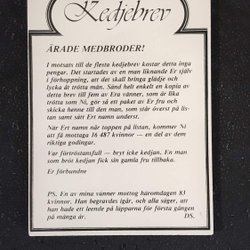 Kedjebrev
ÄRADE MEDBRODER!
I motsats till de flesta kedjebrev kostar detta inga
pengar. Det startades av en man liknande Er själv
i förhoppning, att det skall bringa glädje och
lycka åt trötta män. Sänd helt enkelt en kopia av
detta brev till fem av Era vänner, som är lika
trötta som Ni, gör så ett paket av Er fru och
skicka henne till den man, som står överst på lis-
tan samt sätt Ert namn underst.
När Ert namn når toppen på listan, kommer Ni
att få mottaga 16 487 kvinnor — en del av dem
riktiga godingar.
Var förtröstansfull — bryt icke kedjan. En man
som bröt kedjan fick sin gamla fru tillbaka.
Er förbundne
PS. En av mina vänner mottog häromdagen 83
kvinnor. Han begravdes igår, och alla säger, att
han hade ett leende på läpparna för första gången
på många år. DS.